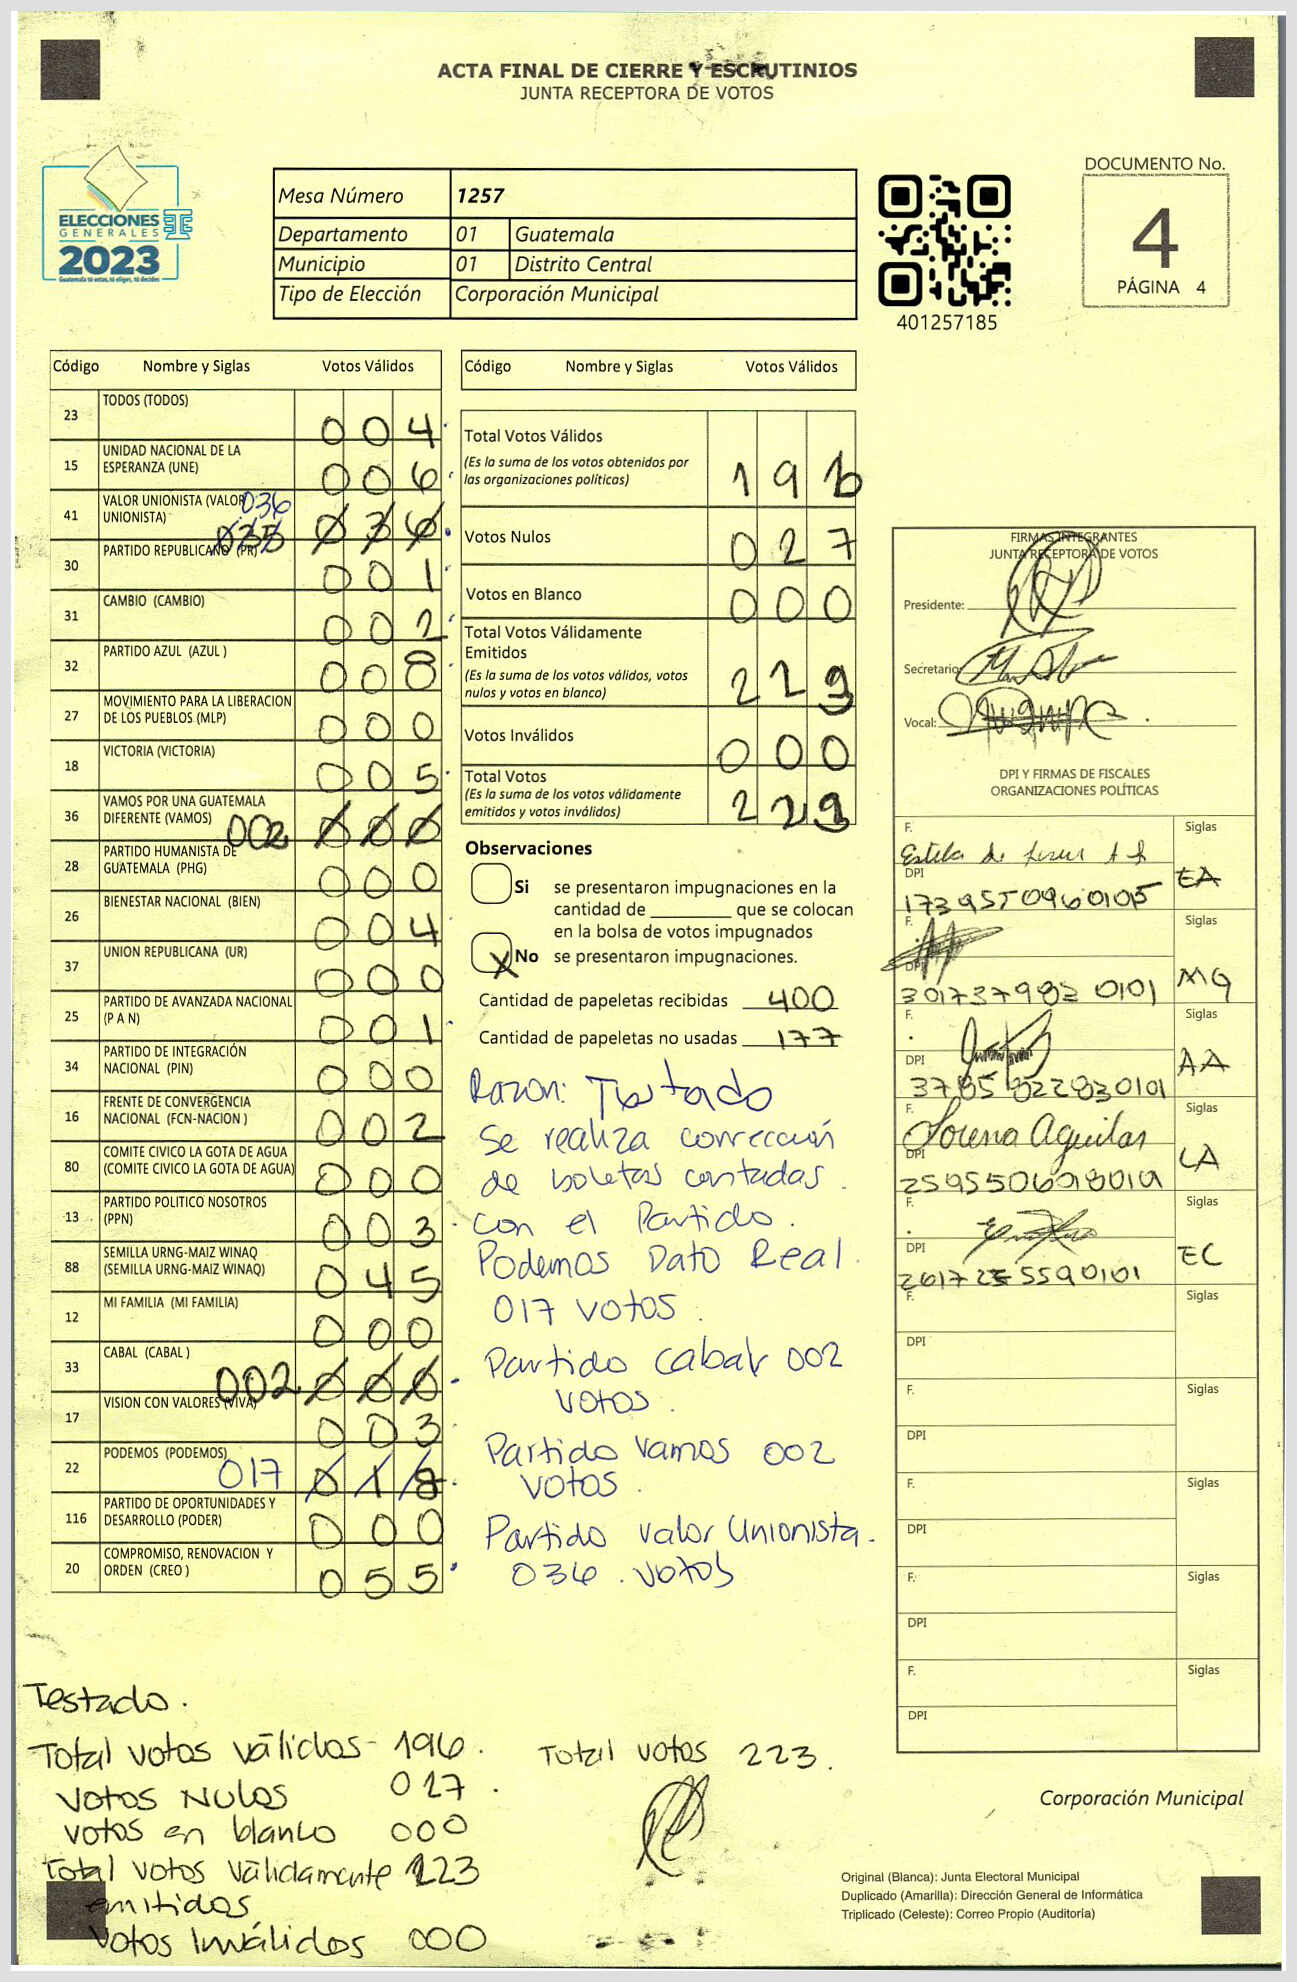 ACTA FINAL DE CIERRE Y ESCRUTINIOS
JUNTA RECEPTORA DE VOTOS
ELECCIONES
GENERALES
2023
Mesa Número 1257
Departamento 01 Guatemala
Municipio 01 Distrito Central
Tipo de Elección Corporación Municipal
401257185
DOCUMENTO No.
4
PÁGINA 4
Código Nombre y Siglas Votos Válidos
23 TODOS (TODOS) 004
15 UNIDAD NACIONAL DE LA ESPERANZA (UNE) 006
41 VALOR UNIONISTA (VALOR UNIONISTA) 036 035 036
30 PARTIDO REPUBLICANO (PR) 001
31 CAMBIO (CAMBIO) 002
32 PARTIDO AZUL (AZUL ) 008
27 MOVIMIENTO PARA LA LIBERACION DE LOS PUEBLOS (MLP) 000
18 VICTORIA (VICTORIA) 005
36 VAMOS POR UNA GUATEMALA DIFERENTE (VAMOS) 002 000
28 PARTIDO HUMANISTA DE GUATEMALA (PHG) 000
26 BIENESTAR NACIONAL (BIEN) 004
37 UNION REPUBLICANA (UR) 000
25 PARTIDO DE AVANZADA NACIONAL (P A N) 001
34 PARTIDO DE INTEGRACIÓN NACIONAL (PIN) 000
16 FRENTE DE CONVERGENCIA NACIONAL (FCN-NACION ) 002
80 COMITE CIVICO LA GOTA DE AGUA (COMITE CIVICO LA GOTA DE AGUA) 000
13 PARTIDO POLITICO NOSOTROS (PPN) 003
88 SEMILLA URNG-MAIZ WINAQ (SEMILLA URNG-MAIZ WINAQ) 045
12 MI FAMILIA (MI FAMILIA) 000
33 CABAL (CABAL ) 002 000
17 VISION CON VALORES (VIVA) 003
22 PODEMOS (PODEMOS) 017 018
116 PARTIDO DE OPORTUNIDADES Y DESARROLLO (PODER) 000
20 COMPROMISO, RENOVACION Y ORDEN (CREO ) 055
Código Nombre y Siglas Votos Válidos
Total Votos Válidos 196
(Es la suma de los votos obtenidos por
las organizaciones políticas)
Votos Nulos 027
Votos en Blanco 000
Total Votos Válidamente
Emitidos 223
(Es la suma de los votos válidos, votos
nulos y votos en blanco)
Votos Inválidos 000
Total Votos 223
(Es la suma de los votos válidamente
emitidos y votos inválidos)
Observaciones
Si se presentaron impugnaciones en la
cantidad de ________ que se colocan
en la bolsa de votos impugnados
X No se presentaron impugnaciones.
Cantidad de papeletas recibidas 400
Cantidad de papeletas no usadas 177
Razon: Testado
Se realiza corrección
de boletas contadas.
con el Partido.
Podemos Dato Real.
017 votos.
Partido cabal 002
votos.
Partido Vamos 002
votos.
Partido valor Unionista.
036. votos
FIRMAS INTEGRANTES
JUNTA RECEPTORA DE VOTOS
Presidente:
Secretario:
Vocal:
DPI Y FIRMAS DE FISCALES
ORGANIZACIONES POLÍTICAS
F. Siglas
EA
DPI
F. Siglas
MG
DPI 301737982 0101
F. Siglas
AA
DPI
F. Lorena Aguilar Siglas
LA
DPI
F. Siglas
EC
DPI
F. Siglas
DPI
F. Siglas
DPI
F. Siglas
DPI
F. Siglas
DPI
F. Siglas
DPI
Testado.
Total votos válidos- 196.
Votos Nulos 027.
votos en blanco 000
Total votos válidamente 223
emitidos
Votos Inválidos 000
Total votos 223.
Corporación Municipal
Original (Blanca): Junta Electoral Municipal
Duplicado (Amarilla): Dirección General de Informática
Triplicado (Celeste): Correo Propio (Auditoría)